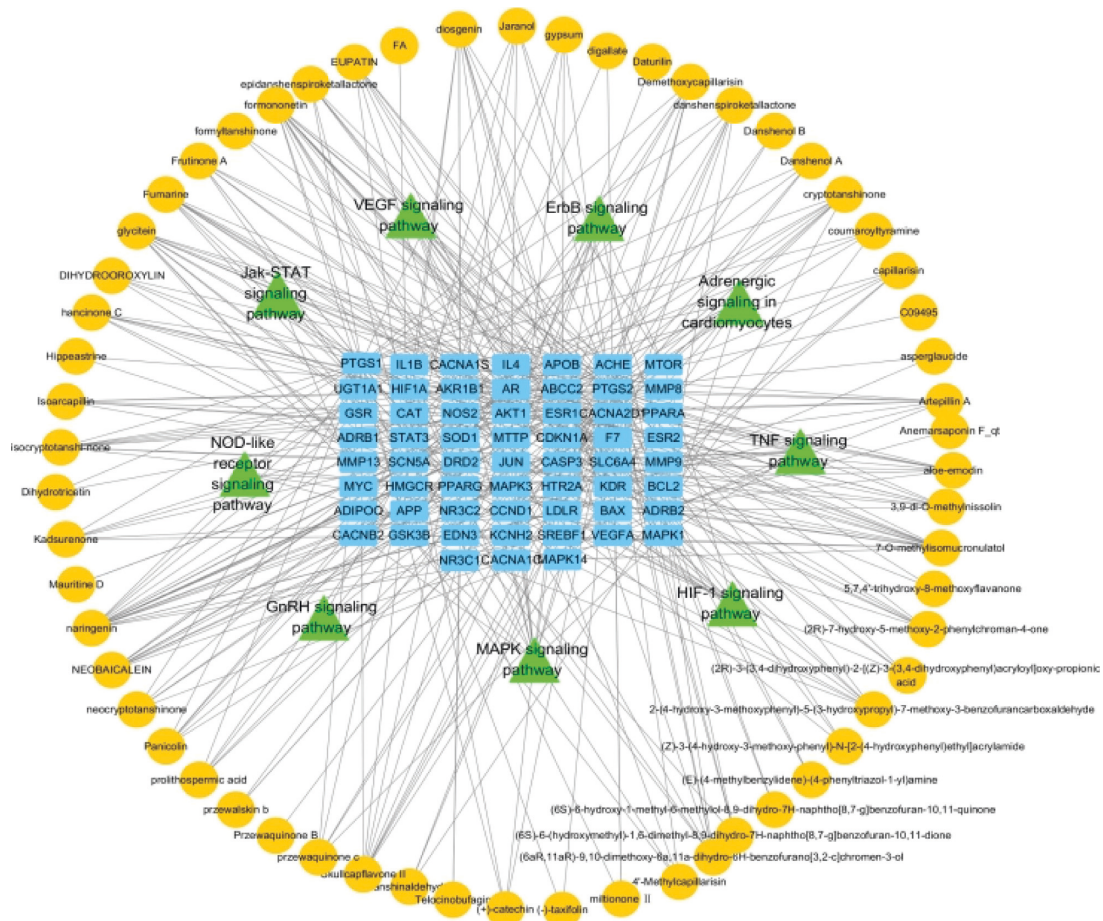 diosgenin
Jaranol
gypsum
FA
digallate
EUPATIN
Daturilin
epidanshenspiroketallactone
Demethoxycapillarisin
formononetin
danshenspiroketallactone
formyltanshinone
Danshenol B
Frutinone A
Danshenol A
Fumarine
cryptotanshinone
VEGF signaling
pathway
ErbB signaling
pathway
glycitein
coumaroyltyramine
DIHYDROOROXYLIN
Jak-STAT
signaling
pathway
Adrenergic
signaling in
cardiomyocytes
capillarisin
hancinone C
C09495
Hippeastrine
asperglaucide
PTGS1 IL1B CACNA1S IL4 APOB ACHE MTOR
UGT1A1 HIF1A AKR1B1 AR ABCC2 PTGS2 MMP8
GSR CAT NOS2 AKT1 ESR1 CACNA2D1 PPARA
ADRB1 STAT3 SOD1 MTTP CDKN1A F7 ESR2
MMP13 SCN5A DRD2 JUN CASP3 SLC6A4 MMP9
MYC HMGCR PPARG MAPK3 HTR2A KDR BCL2
ADIPOQ APP NR3C2 CCND1 LDLR BAX ADRB2
CACNB2 GSK3B EDN3 KCNH2 SREBF1 VEGFA MAPK1
NR3C1 CACNA1C MAPK14
Isoarcapillin
Artepillin A
isocryptotanshi-none
Anemarsaponin F_qt
NOD-like
receptor
signaling
pathway
TNF signaling
pathway
aloe-emodin
Dihydrotricetin
3,9-di-O-methylnissolin
Kadsurenone
7-O-methylisomucronulatol
Mauritine D
5,7,4'-trihydroxy-8-methoxyflavanone
GnRH signaling
pathway
HIF-1 signaling
pathway
naringenin
(2R)-7-hydroxy-5-methoxy-2-phenylchroman-4-one
MAPK signaling
pathway
NEOBAICALEIN
(2R)-3-(3,4-dihydroxyphenyl)-2-[(Z)-3-(3,4-dihydroxyphenyl)acryloyl]oxy-propionic
acid
neocryptotanshinone
2-(4-hydroxy-3-methoxyphenyl)-5-(3-hydroxypropyl)-7-methoxy-3-benzofurancarboxaldehyde
Panicolin
(Z)-3-(4-hydroxy-3-methoxy-phenyl)-N-[2-(4-hydroxyphenyl)ethyl]acrylamide
prolithospermic acid
(E)-(4-methylbenzylidene)-(4-phenyltriazol-1-yl)amine
przewalskin b
(6S)-6-hydroxy-1-methyl-6-methylol-8,9-dihydro-7H-naphtho[8,7-g]benzofuran-10,11-quinone
Przewaquinone B
(6S)-6-(hydroxymethyl)-1,6-dimethyl-8,9-dihydro-7H-naphtho[8,7-g]benzofuran-10,11-dione
przewaquinone c
(6aR,11aR)-9,10-dimethoxy-6a,11a-dihydro-6H-benzofurano[3,2-c]chromen-3-ol
Skullcapflavone II
4'-Methylcapillarisin
anshinaldehyd
Telocinobufagin
(+)-catechin
(-)-taxifolin
miltionone II